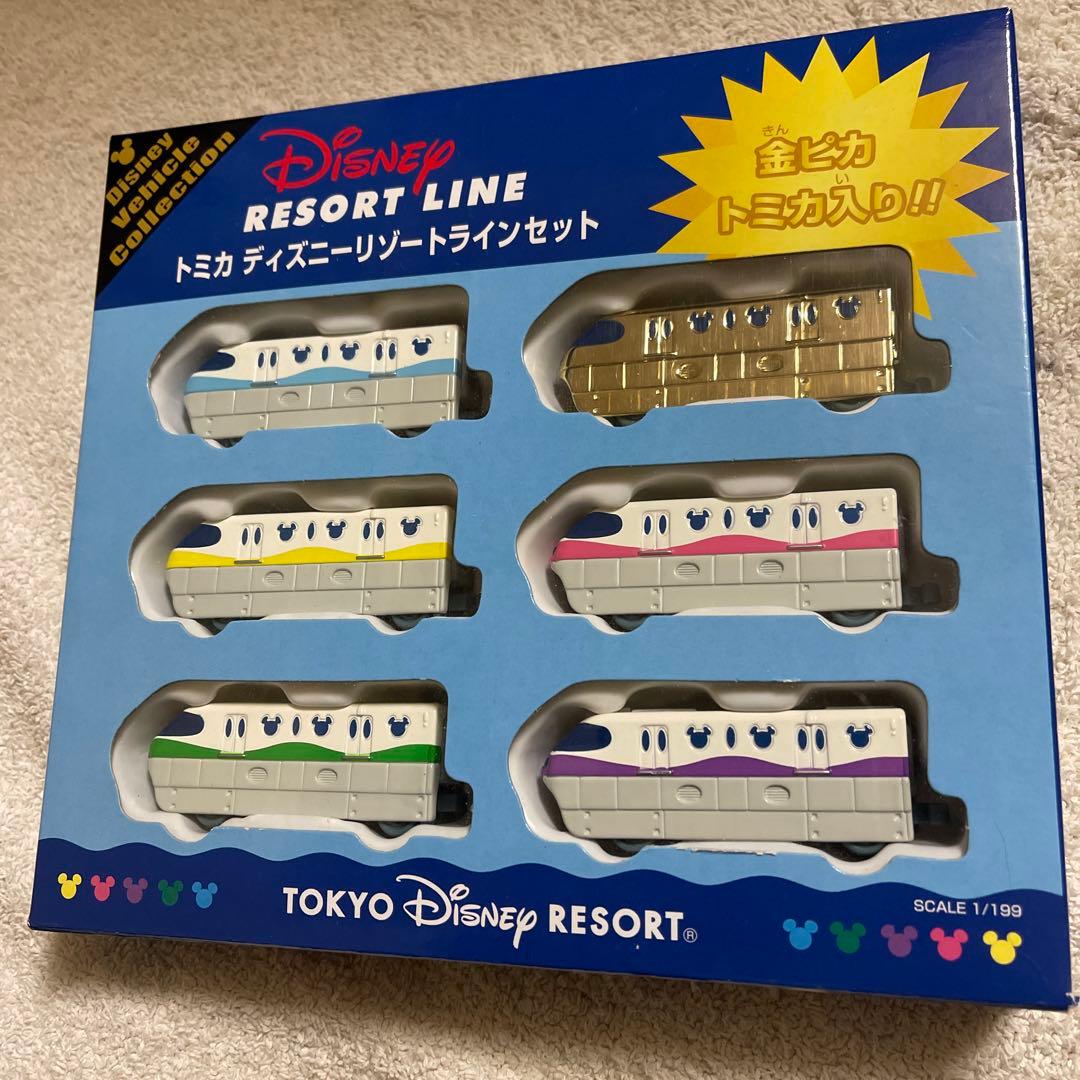 Disney
Vehicle
Collection
Disney
RESORT LINE
トミカ ディズニーリゾートラインセット
きん
金ピカ
い
トミカ入り!!
SCALE 1/199
TOKYO Disney RESORT®